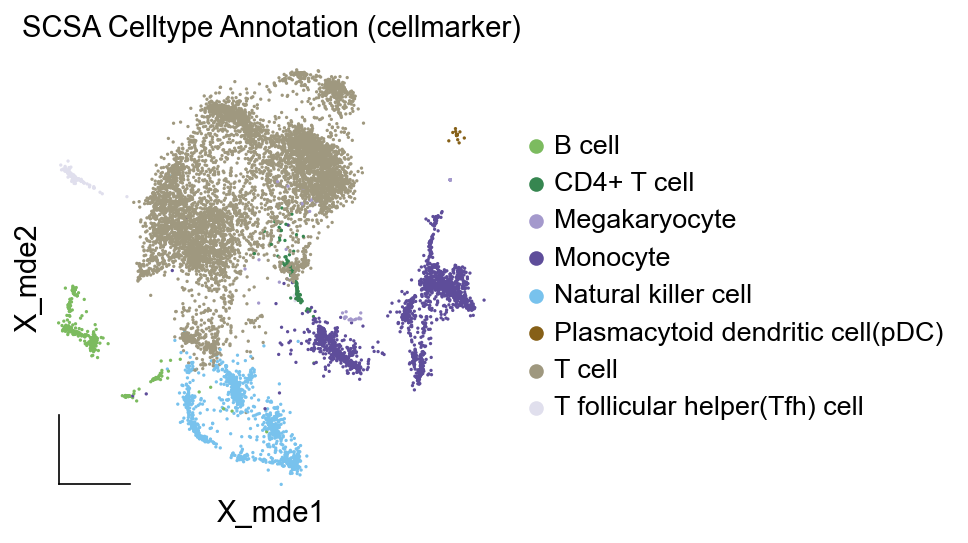 SCSA Celltype Annotation (cellmarker)
B cell
CD4+ T cell
Megakaryocyte
Monocyte
Natural killer cell
Plasmacytoid dendritic cell(pDC)
T cell
T follicular helper(Tfh) cell
X_mde2
X_mde1